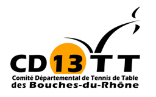 CD13TT
Comité Départemental de Tennis de Table
des Bouches-du-Rhône